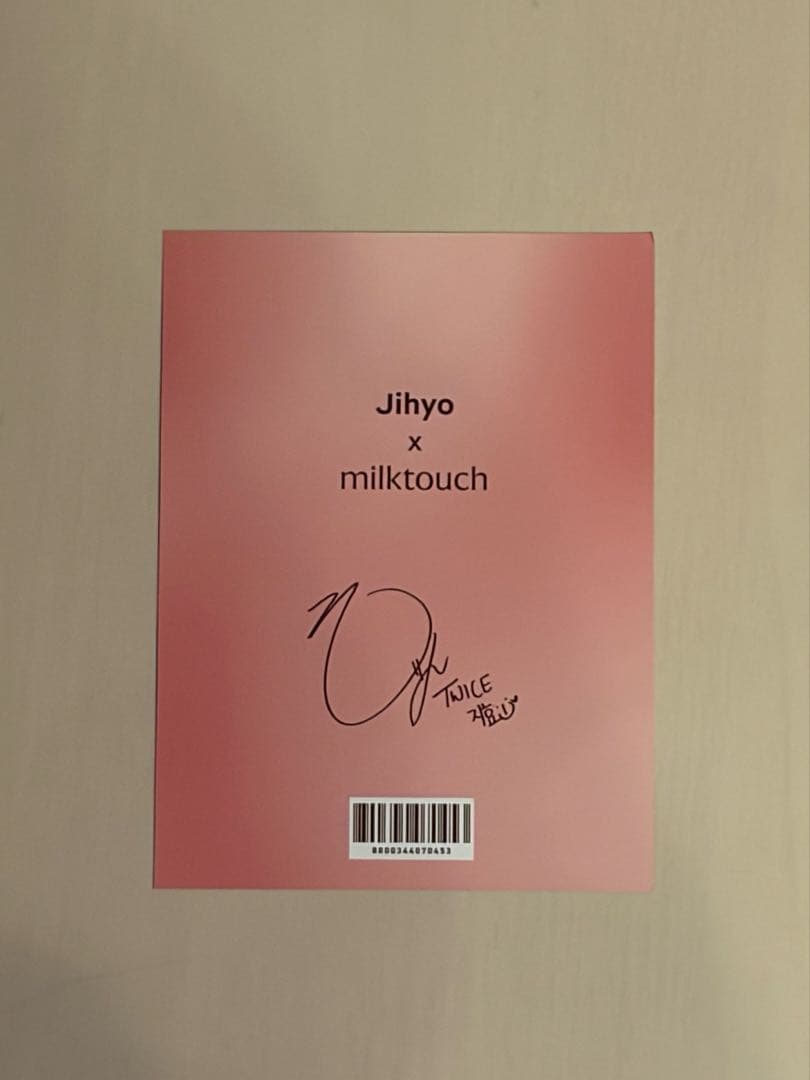 Jihyo
x
milktouch
TWICE
지효:)♥
8800344070453